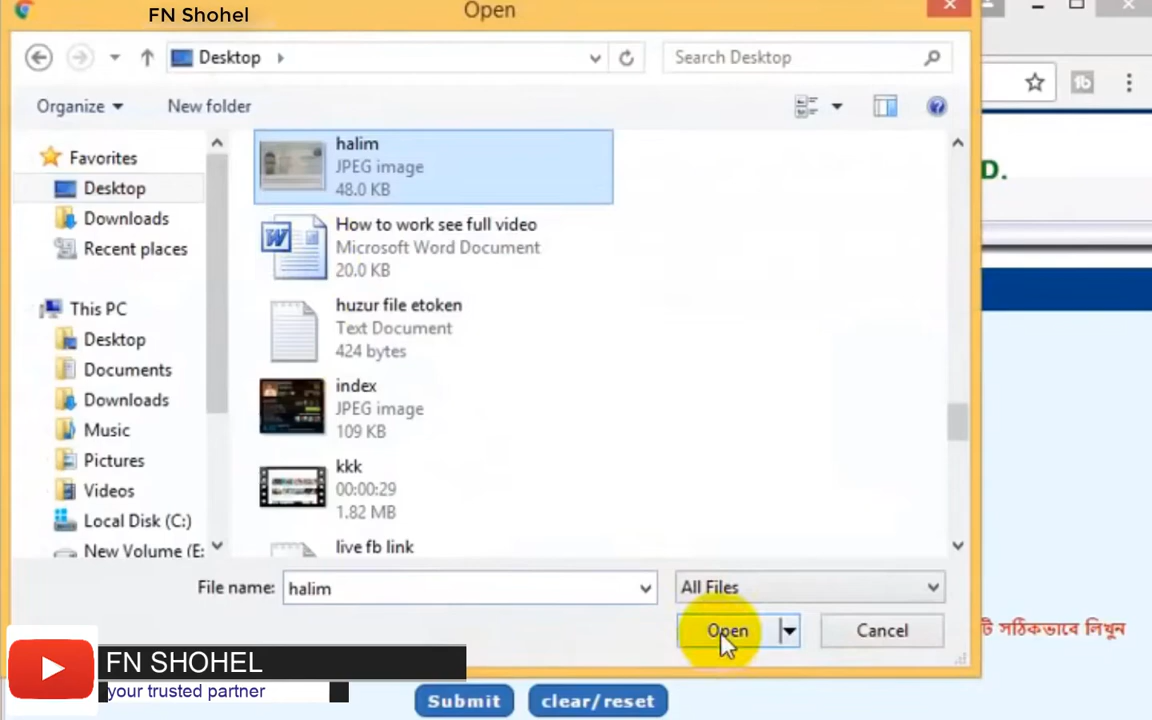 FN Shohel
Open
Desktop
Search Desktop
Organize
New folder
Favorites
Desktop
Downloads
Recent places
This PC
Desktop
Documents
Downloads
Music
Pictures
Videos
Local Disk (C:)
New Volume (E:
halim
JPEG image
48.0 KB
How to work see full video
Microsoft Word Document
20.0 KB
huzur file etoken
Text Document
424 bytes
index
JPEG image
109 KB
kkk
00:00:29
1.82 MB
live fb link
D.
File name:
halim
All Files
Open
Cancel
টি সঠিকভাবে লিখুন
FN SHOHEL
your trusted partner
Submit
clear/reset